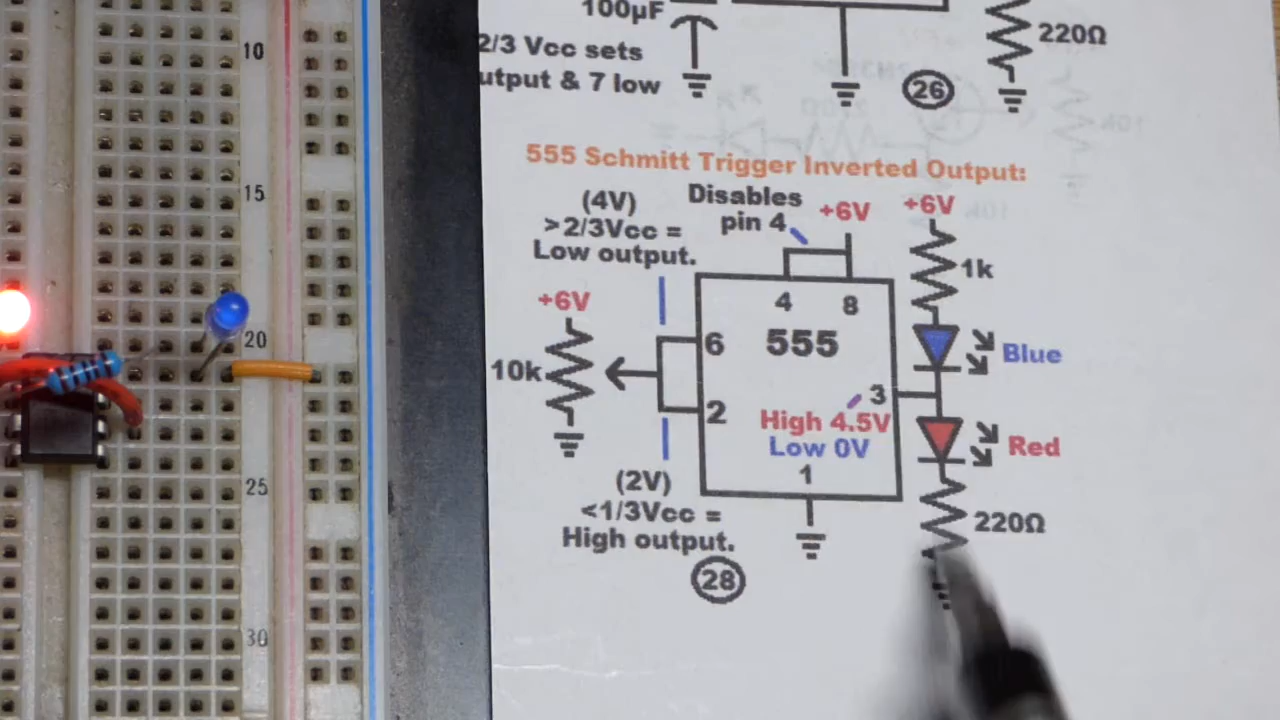 10
15
20
25
30
100µF
220Ω
2/3 Vcc sets
utput & 7 low
26
555 Schmitt Trigger Inverted Output:
(4V)
>2/3Vcc =
Low output.
Disables
pin 4
+6V
+6V
1k
+6V
4
8
6
555
Blue
10k
3
2
High 4.5V
Low 0V
Red
1
(2V)
<1/3Vcc =
High output.
220Ω
28